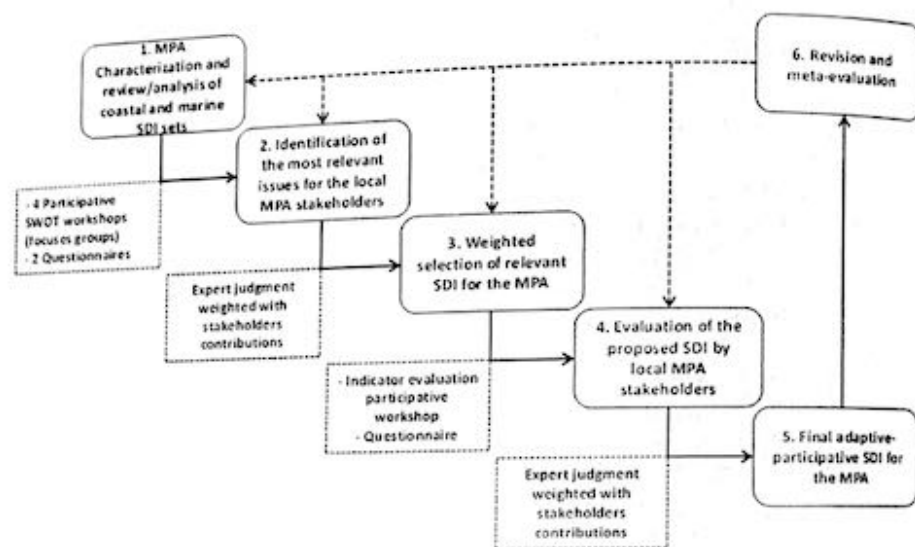 1. MPA
Characterization and
review/analysis of
coastal and marine
SDI sets
6. Revision and
meta-evaluation
2. Identification of
the most relevant
issues for the local
MPA stakeholders
- 4 Participative
SWOT workshops
(focuses groups)
- 2 Questionnaires
3. Weighted
selection of relevant
SDI for the MPA
Expert judgment
weighted with
stakeholders
contributions
4. Evaluation of the
proposed SDI by
local MPA
stakeholders
- Indicator evaluation
participative
workshop
- Questionnaire
5. Final adaptive-
participative SDI for
the MPA
Expert judgment
weighted with
stakeholders
contributions